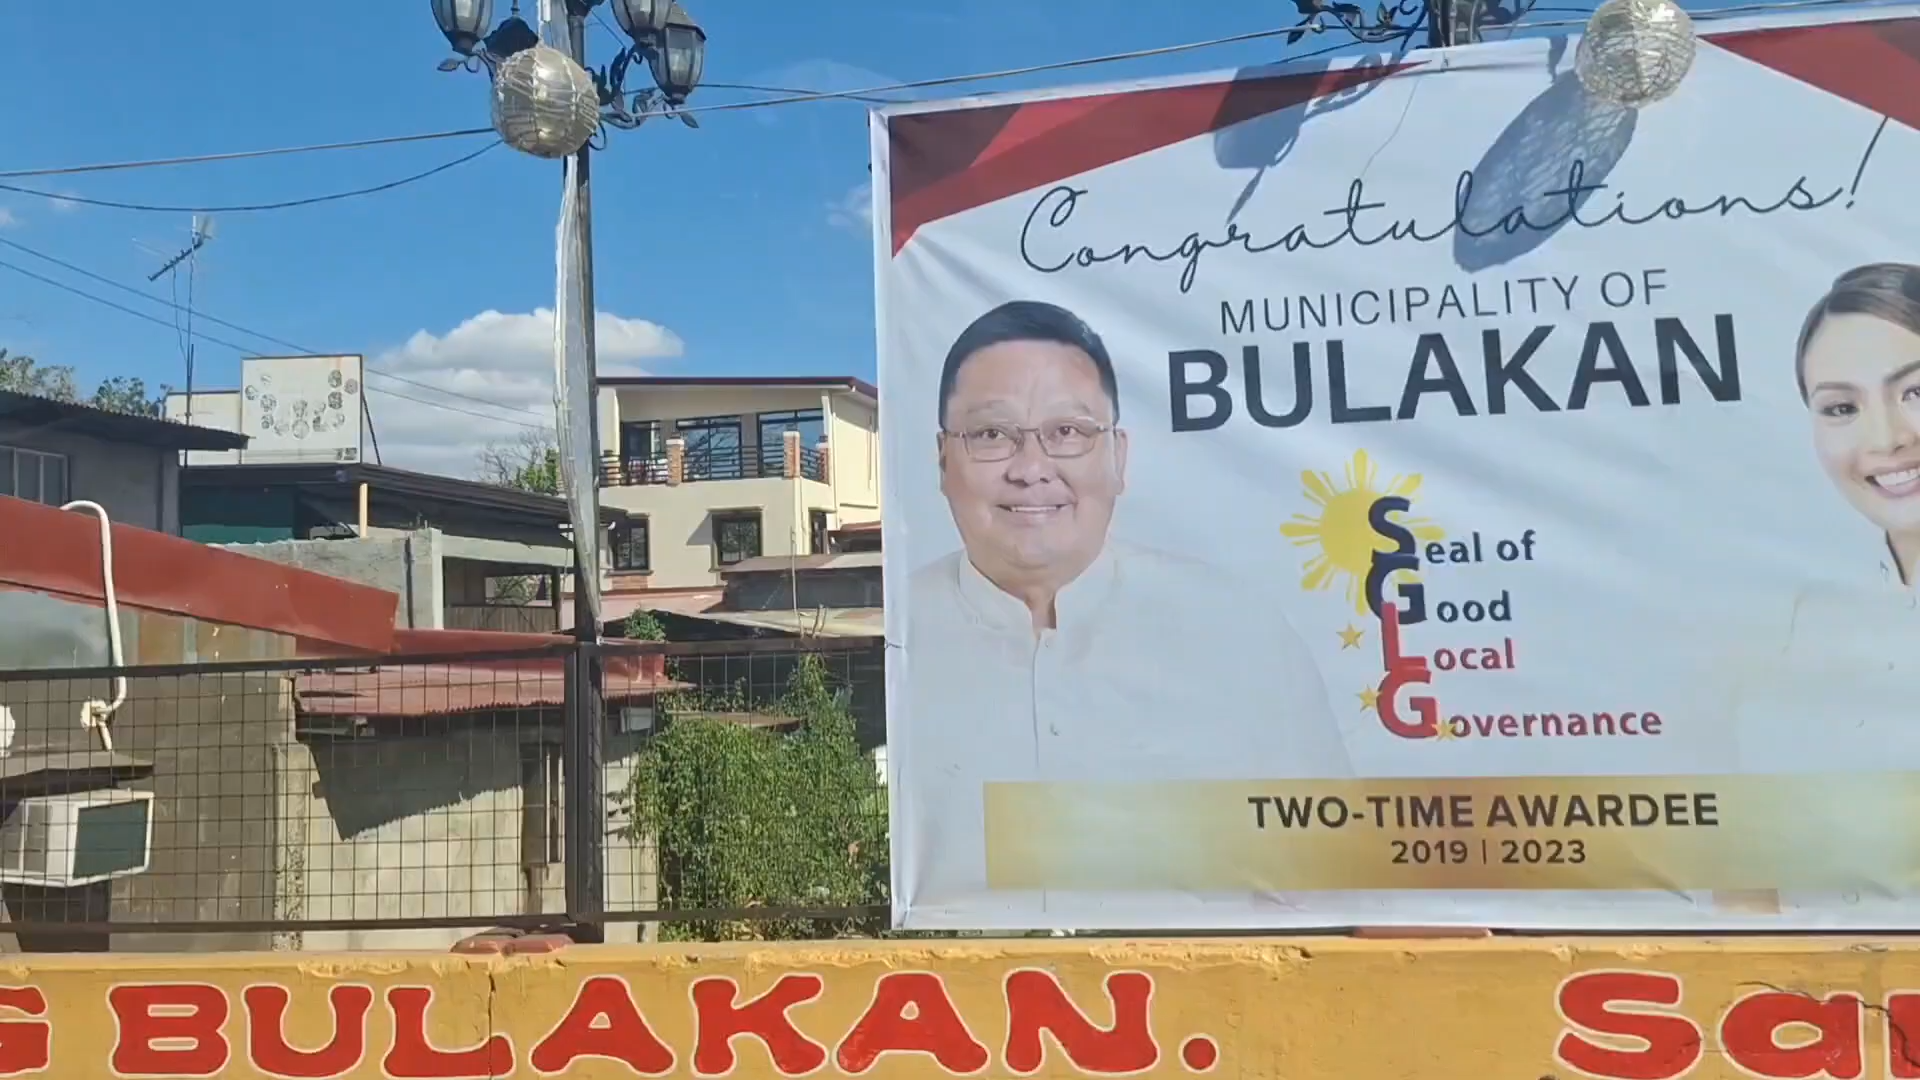 Congratulations!
MUNICIPALITY OF
BULAKAN
Seal of
Good
Local
Governance
TWO-TIME AWARDEE
2019 | 2023
G BULAKAN.